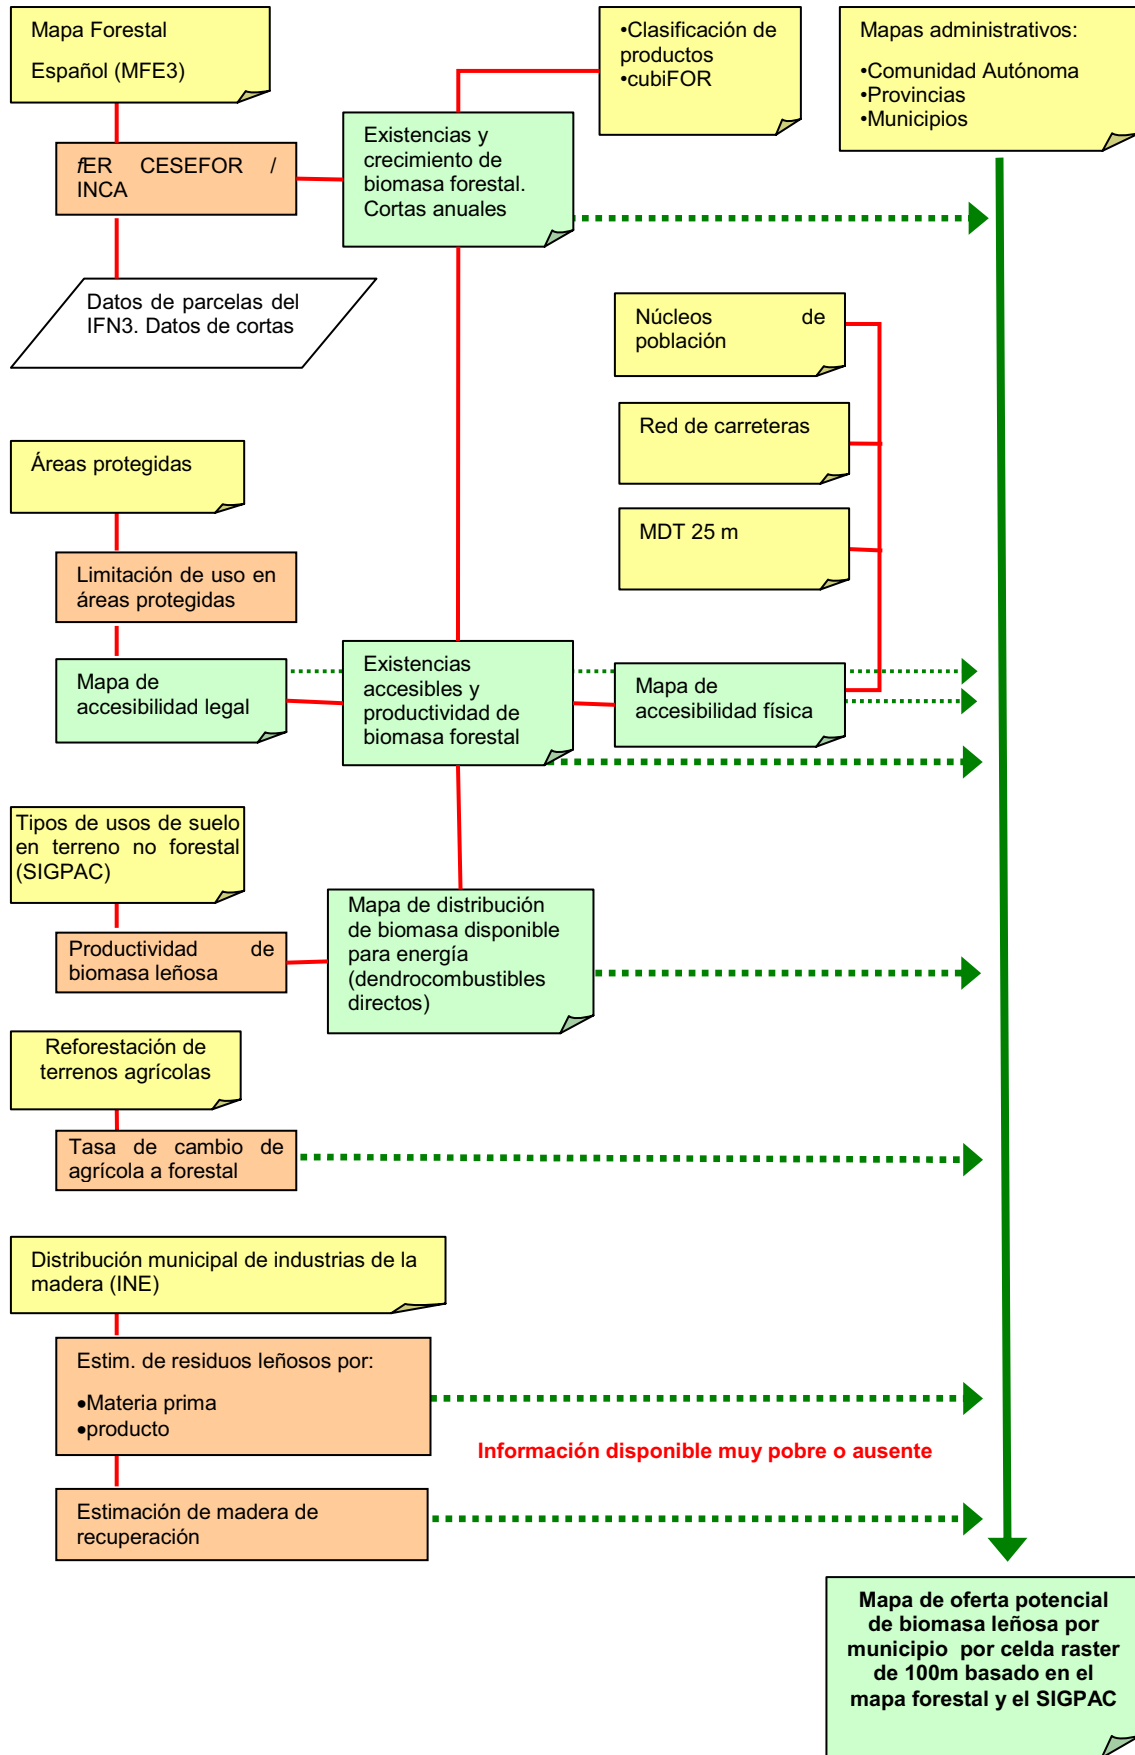 Mapa Forestal
Español (MFE3)
•Clasificación de
productos
•cubiFOR
Mapas administrativos:
•Comunidad Autónoma
•Provincias
•Municipios
fER CESEFOR /
INCA
Existencias y
crecimiento de
biomasa forestal.
Cortas anuales
Datos de parcelas del
IFN3. Datos de cortas
Núcleos de
población
Red de carreteras
MDT 25 m
Áreas protegidas
Limitación de uso en
áreas protegidas
Mapa de
accesibilidad legal
Existencias
accesibles y
productividad de
biomasa forestal
Mapa de
accesibilidad física
Tipos de usos de suelo
en terreno no forestal
(SIGPAC)
Productividad de
biomasa leñosa
Mapa de distribución
de biomasa disponible
para energía
(dendrocombustibles
directos)
Reforestación de
terrenos agrícolas
Tasa de cambio de
agrícola a forestal
Distribución municipal de industrias de la
madera (INE)
Estim. de residuos leñosos por:
•Materia prima
•producto
Información disponible muy pobre o ausente
Estimación de madera de
recuperación
Mapa de oferta potencial
de biomasa leñosa por
municipio por celda raster
de 100m basado en el
mapa forestal y el SIGPAC